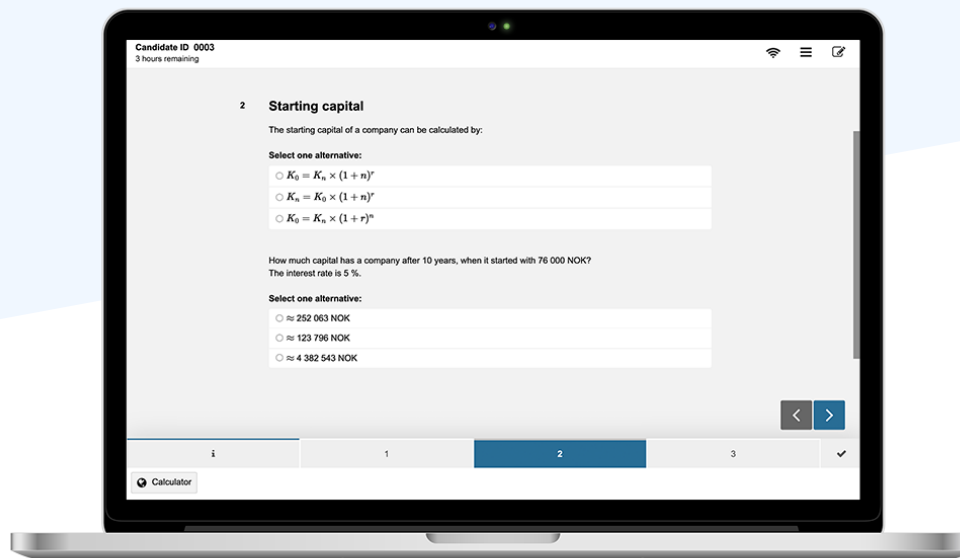 Candidate ID 0003
3 hours remaining
2 Starting capital
The starting capital of a company can be calculated by:
Select one alternative:
K₀ = Kₙ × (1 + n)ʳ
Kₙ = K₀ × (1 + n)ʳ
K₀ = Kₙ × (1 + r)ⁿ
How much capital has a company after 10 years, when it started with 76 000 NOK?
The interest rate is 5 %.
Select one alternative:
≈ 252 063 NOK
≈ 123 796 NOK
≈ 4 382 543 NOK
i 1 2 3
Calculator